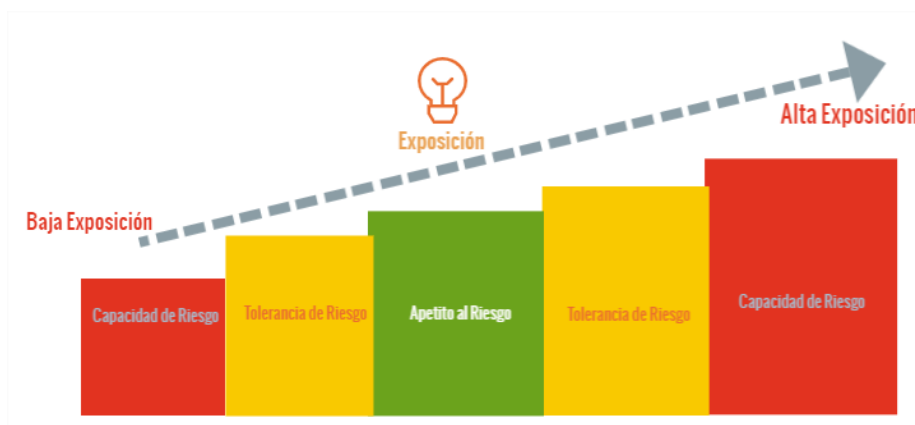 Exposición
Alta Exposición
Baja Exposición
Capacidad de Riesgo
Tolerancia de Riesgo
Apetito al Riesgo
Tolerancia de Riesgo
Capacidad de Riesgo